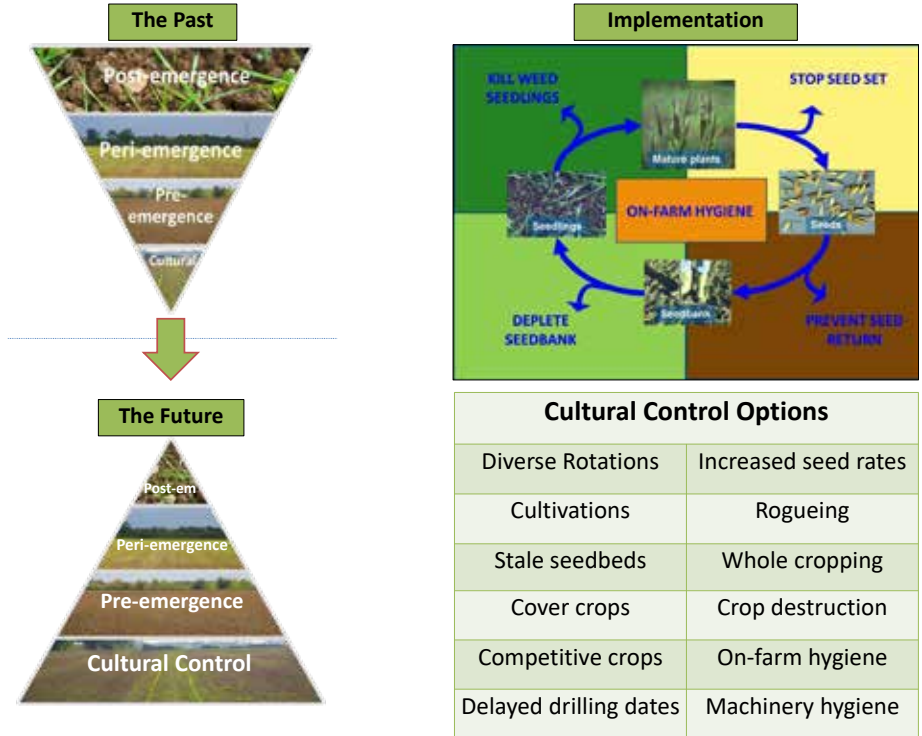 The Past
Post-emergence
Peri-emergence
Pre-
emergence
Cultural
The Future
Post-em
Peri-emergence
Pre-emergence
Cultural Control
Implementation
KILL WEED
SEEDLINGS
STOP SEED SET
Mature plants
Seedlings
ON-FARM HYGIENE
Seeds
Seedbank
DEPLETE
SEEDBANK
PREVENT SEED
RETURN
Cultural Control Options
Diverse Rotations Increased seed rates
Cultivations Rogueing
Stale seedbeds Whole cropping
Cover crops Crop destruction
Competitive crops On-farm hygiene
Delayed drilling dates Machinery hygiene